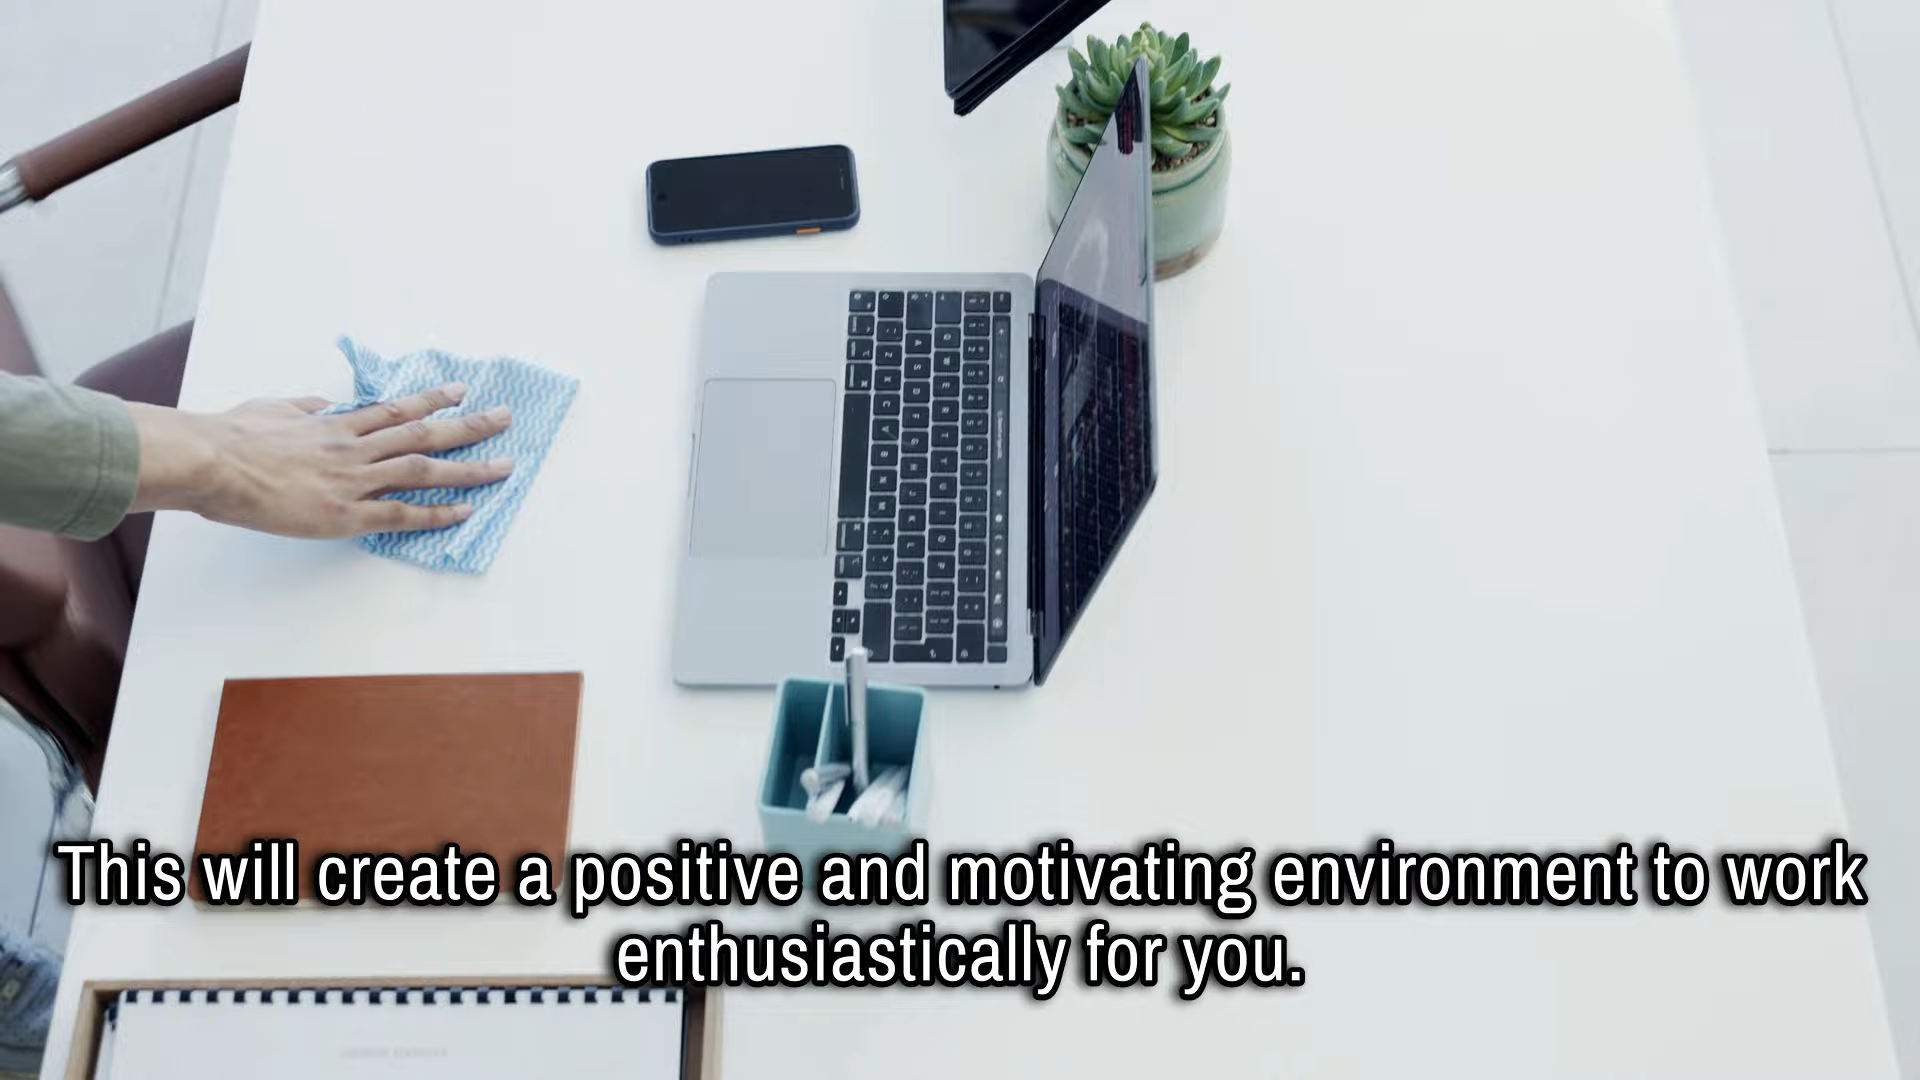 This will create a positive and motivating environment to work
enthusiastically for you.